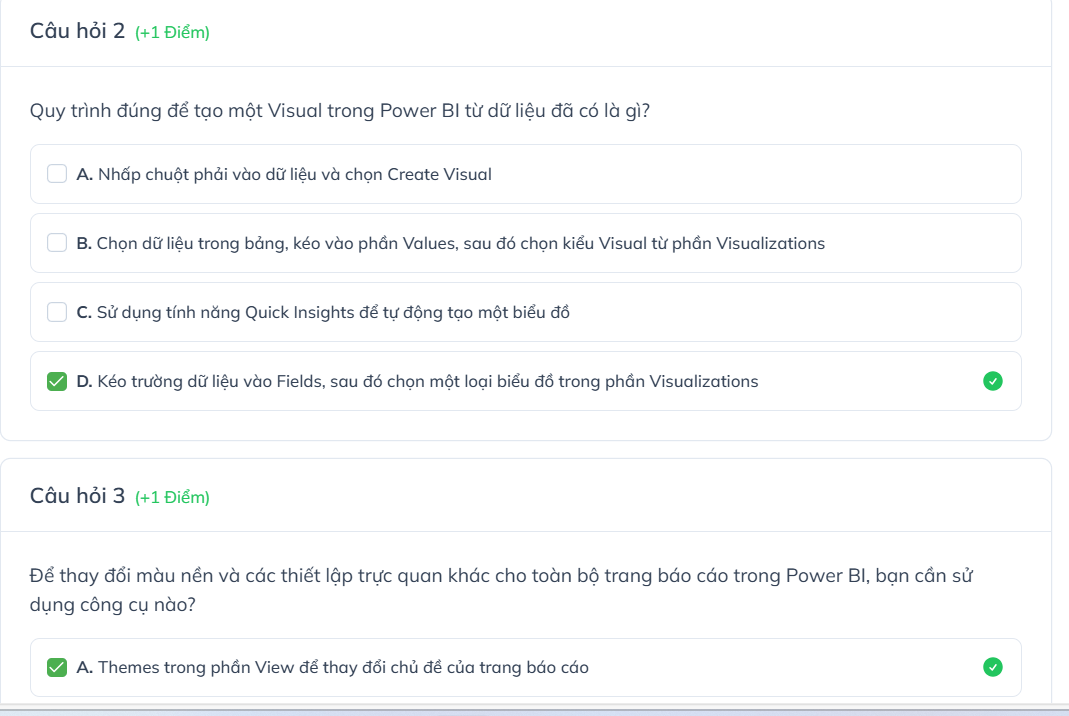 Câu hỏi 2 (+1 Điểm)
Quy trình đúng để tạo một Visual trong Power BI từ dữ liệu đã có là gì?
A. Nhấp chuột phải vào dữ liệu và chọn Create Visual
B. Chọn dữ liệu trong bảng, kéo vào phần Values, sau đó chọn kiểu Visual từ phần Visualizations
C. Sử dụng tính năng Quick Insights để tự động tạo một biểu đồ
D. Kéo trường dữ liệu vào Fields, sau đó chọn một loại biểu đồ trong phần Visualizations
Câu hỏi 3 (+1 Điểm)
Để thay đổi màu nền và các thiết lập trực quan khác cho toàn bộ trang báo cáo trong Power BI, bạn cần sử
dụng công cụ nào?
A. Themes trong phần View để thay đổi chủ đề của trang báo cáo